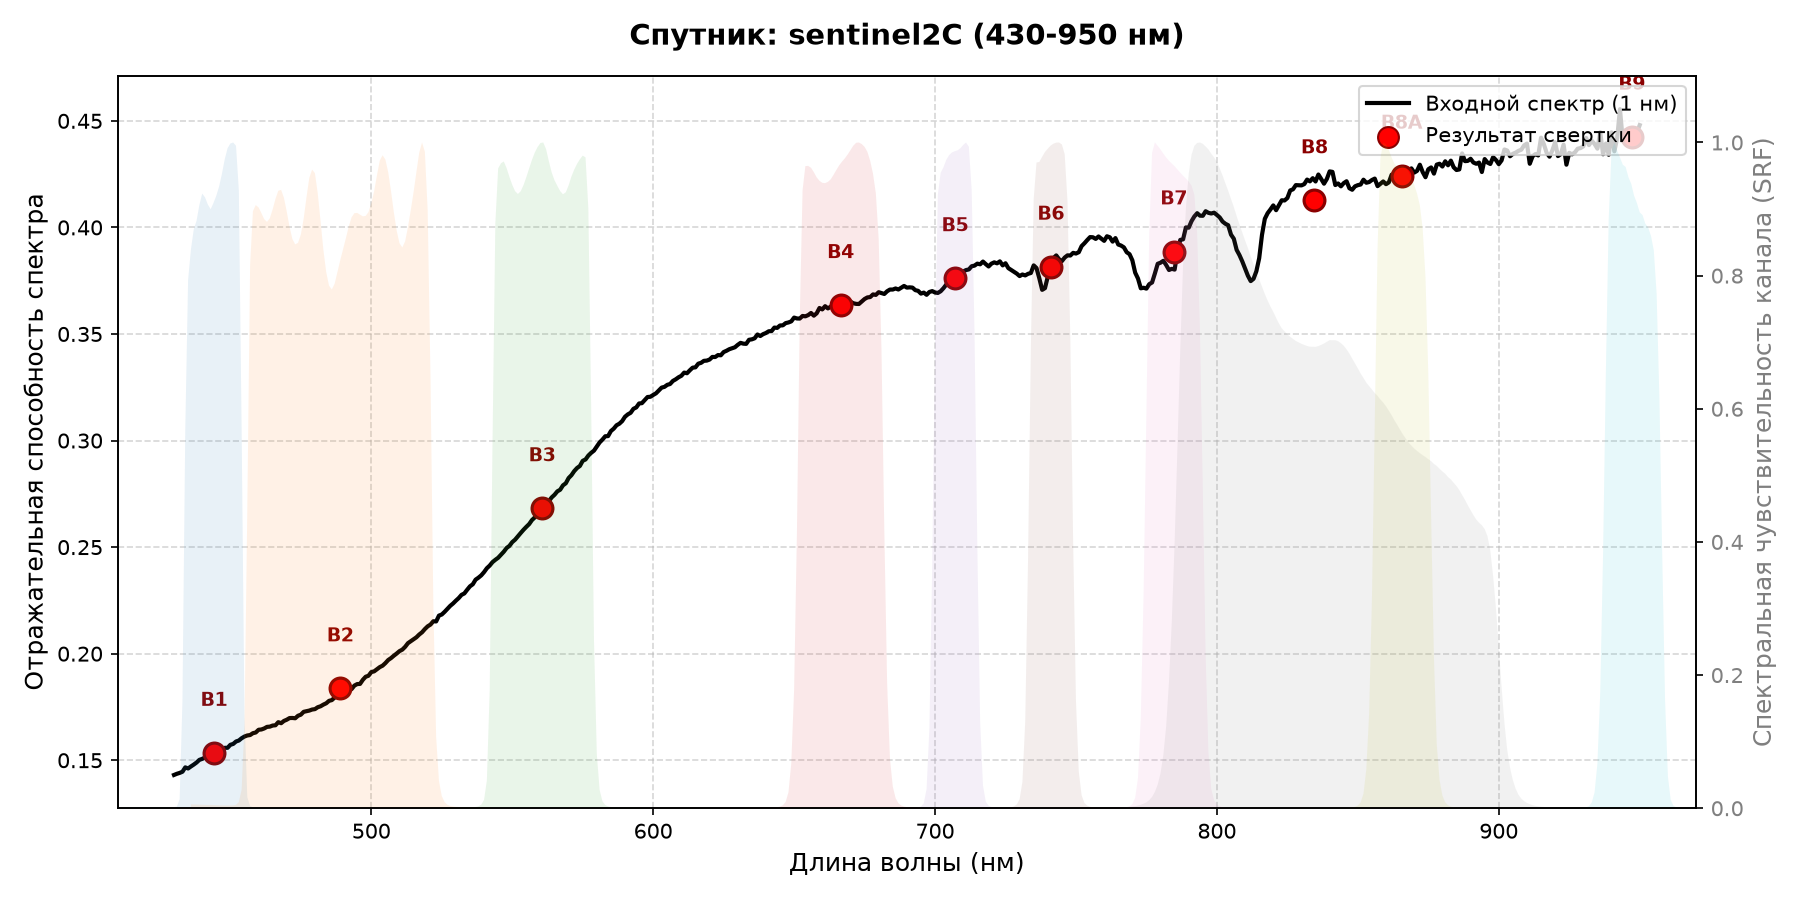 Спутник: sentinel2C (430-950 нм)
B9
Входной спектр (1 нм)
B8A
Результат свертки
B8
B7
B6
B5
B4
B3
B2
B1
0.45
0.40
0.35
0.30
0.25
0.20
0.15
Отражательная способность спектра
1.0
0.8
0.6
0.4
0.2
0.0
Спектральная чувствительность канала (SRF)
500 600 700 800 900
Длина волны (нм)